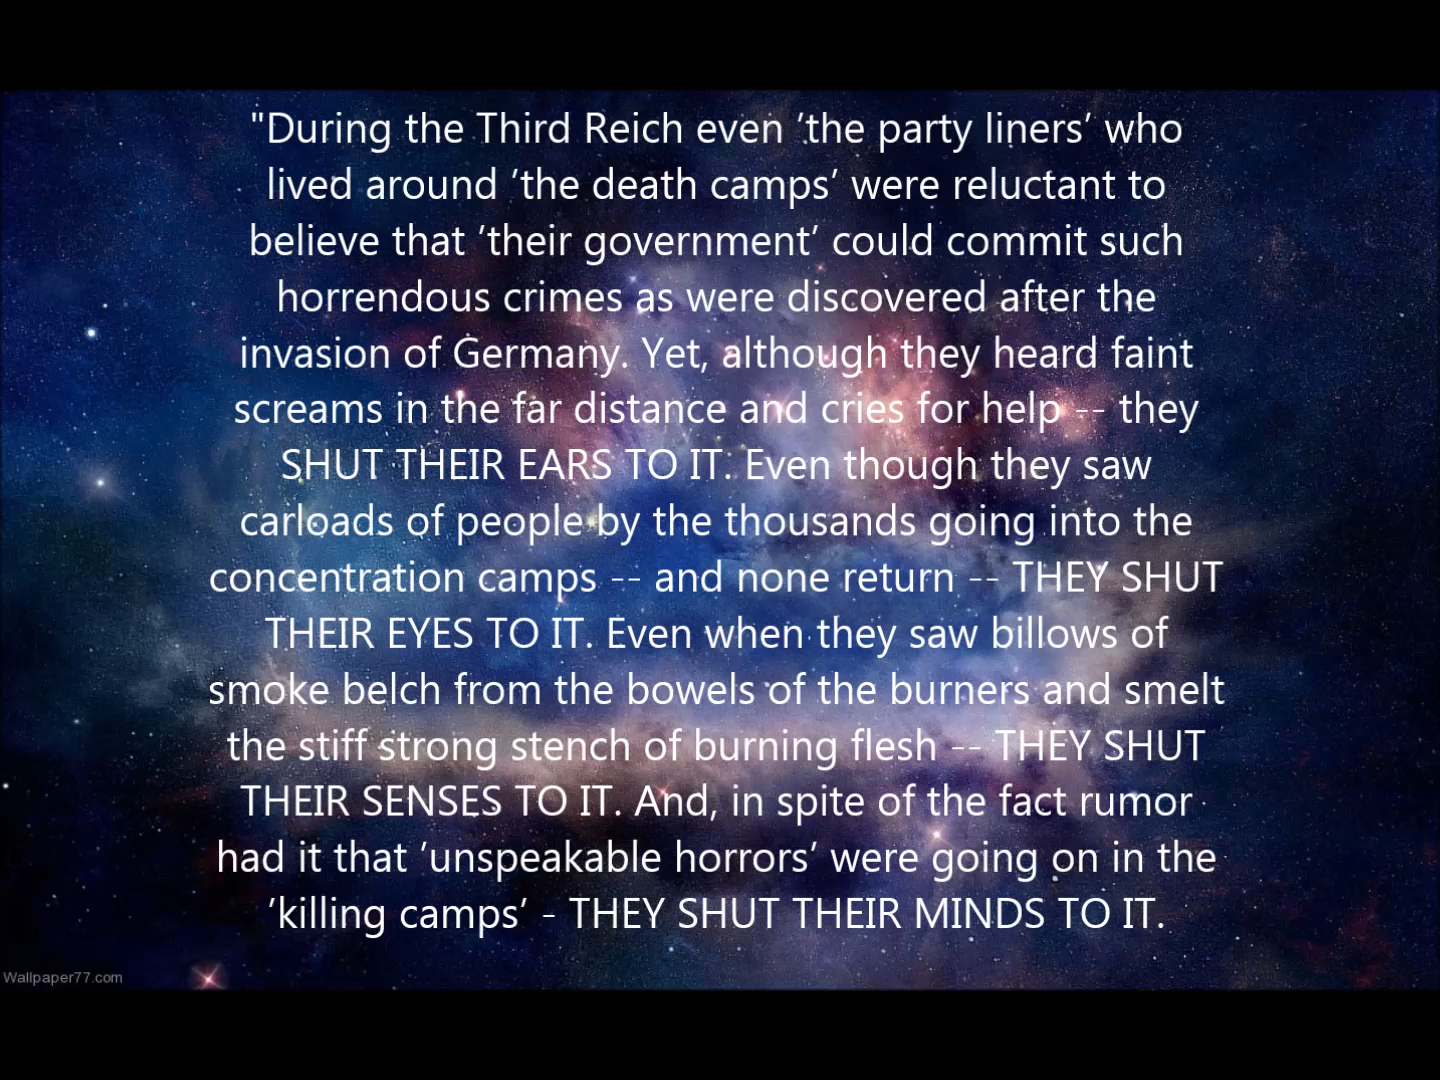 "During the Third Reich even ’the party liners’ who
lived around ’the death camps’ were reluctant to
believe that ’their government’ could commit such
horrendous crimes as were discovered after the
invasion of Germany. Yet, although they heard faint
screams in the far distance and cries for help -- they
SHUT THEIR EARS TO IT. Even though they saw
carloads of people by the thousands going into the
concentration camps -- and none return -- THEY SHUT
THEIR EYES TO IT. Even when they saw billows of
smoke belch from the bowels of the burners and smelt
the stiff strong stench of burning flesh -- THEY SHUT
THEIR SENSES TO IT. And, in spite of the fact rumor
had it that ’unspeakable horrors’ were going on in the
’killing camps’ - THEY SHUT THEIR MINDS TO IT.
Wallpaper77.com